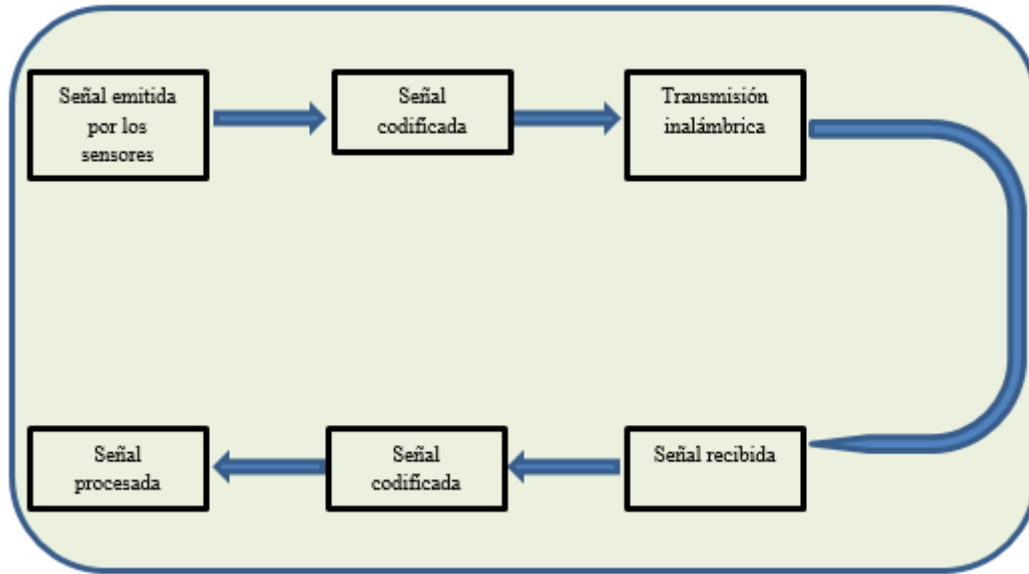 Señal emitida
por los
sensores
Señal
codificada
Transmisión
inalámbrica
Señal
procesada
Señal
codificada
Señal recibida